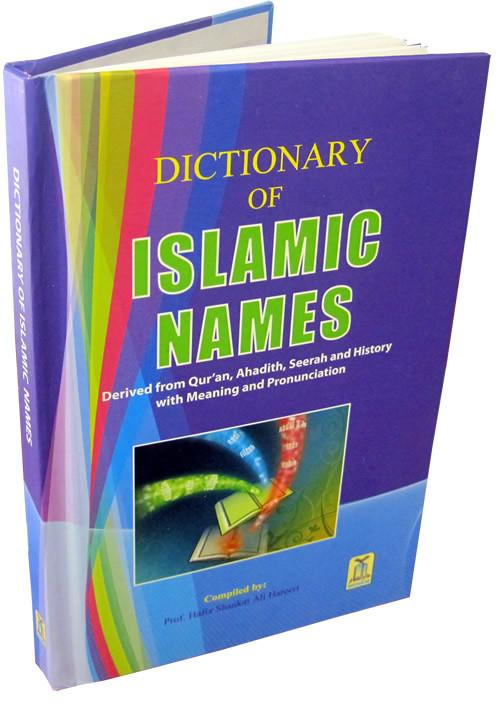 DICTIONARY
OF
ISLAMIC
NAMES
Derived from Qur'an, Ahadith, Seerah and History
with Meaning and Pronunciation
Compiled by:
Prof. Hafiz Shaukat Ali
DICTIONARY OF ISLAMIC NAMES